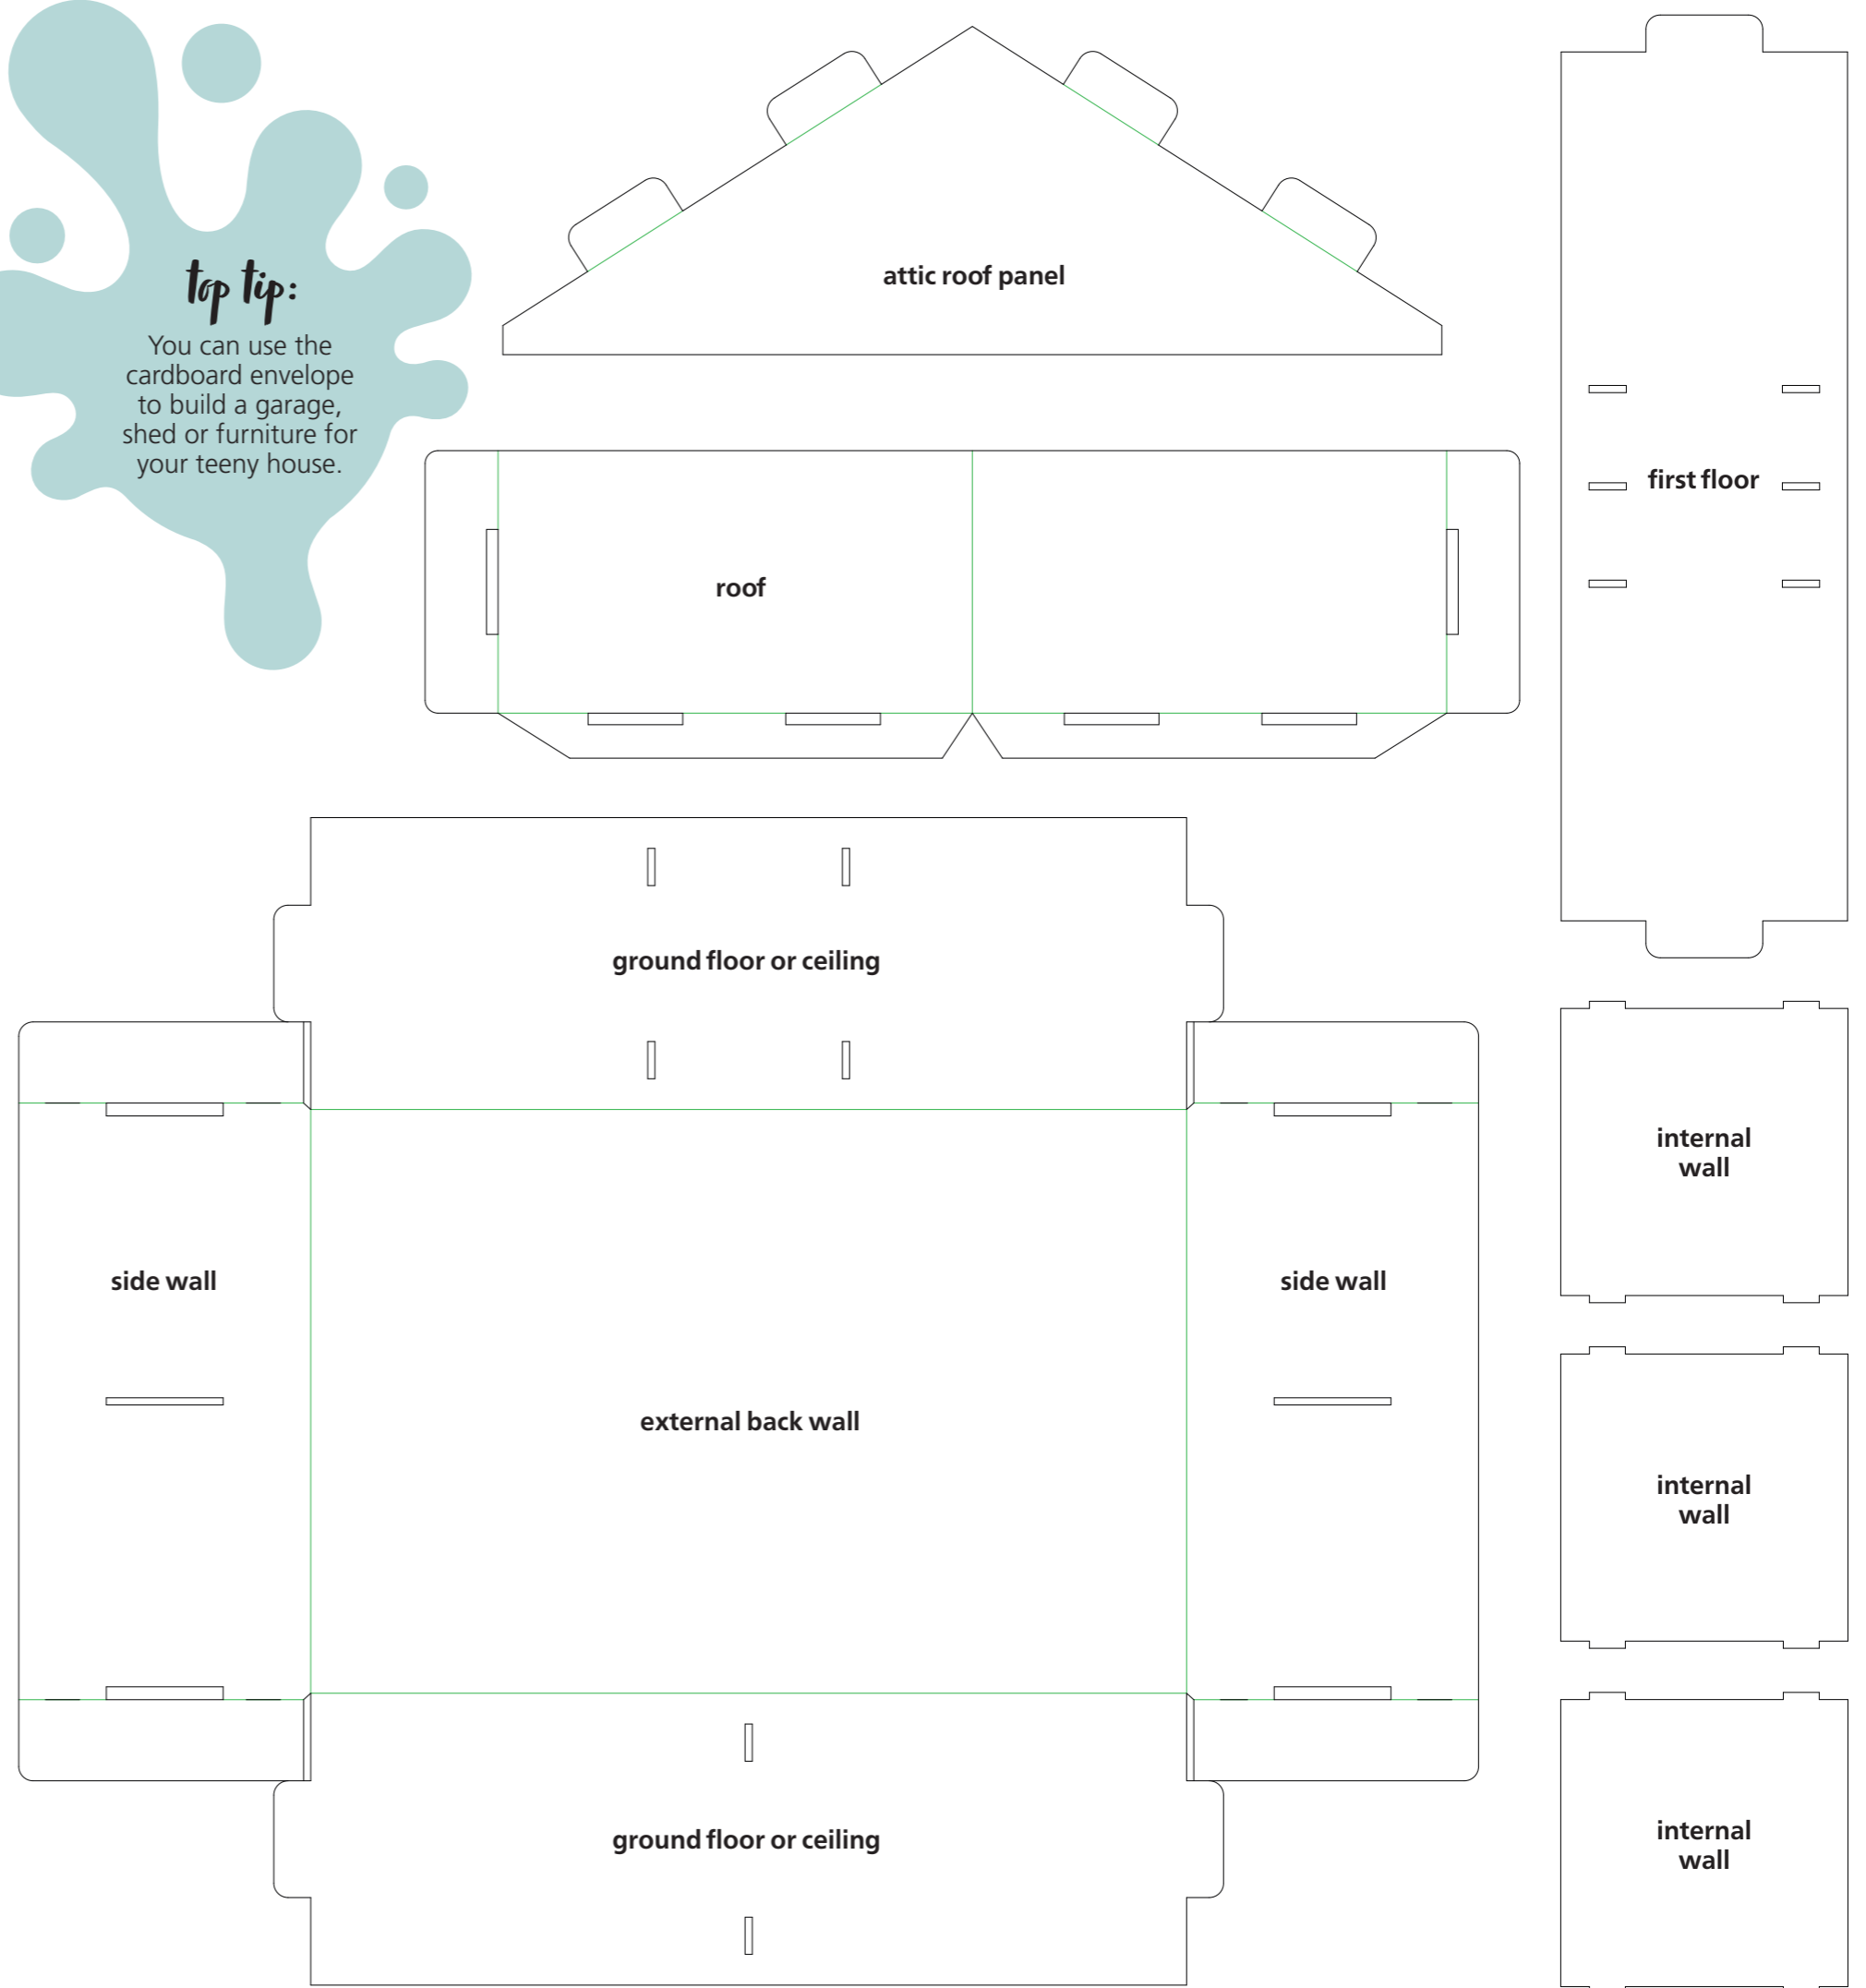 top tip:
You can use the
cardboard envelope
to build a garage,
shed or furniture for
your teeny house.
attic roof panel
first floor
roof
ground floor or ceiling
internal
wall
side wall
side wall
external back wall
internal
wall
ground floor or ceiling
internal
wall